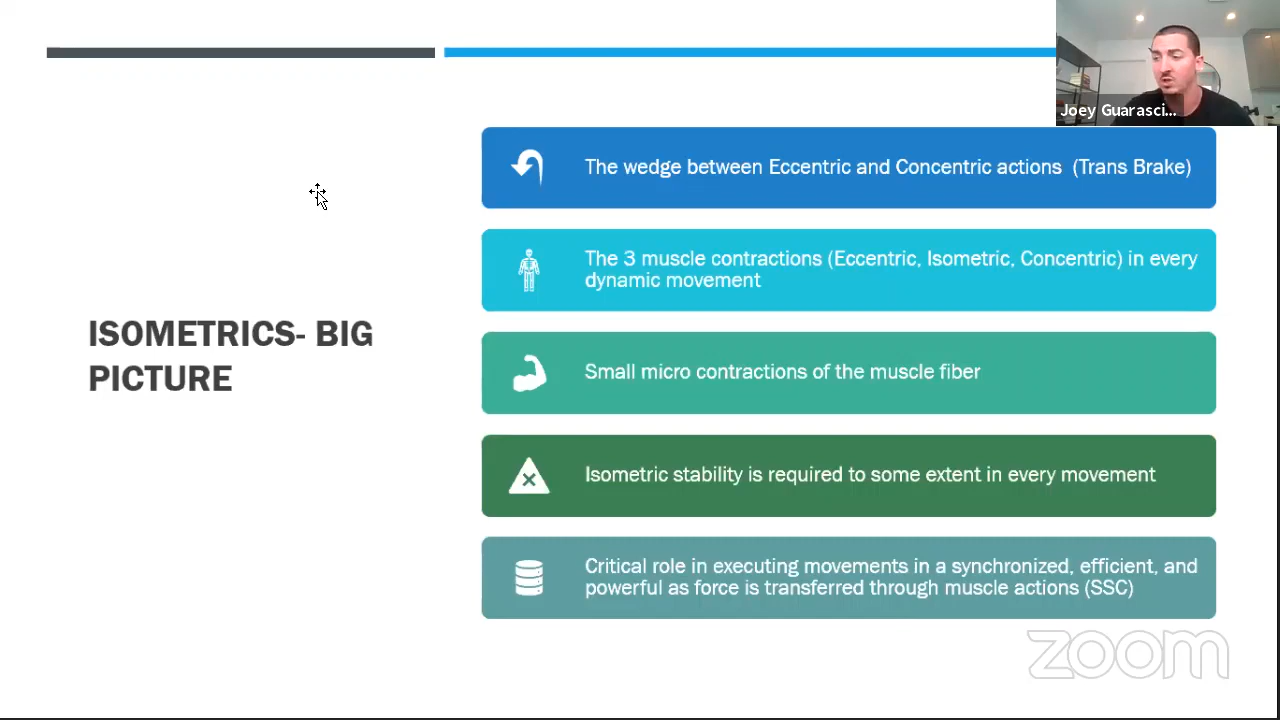 Joey Guarasci...
The wedge between Eccentric and Concentric actions (Trans Brake)
The 3 muscle contractions (Eccentric, Isometric, Concentric) in every
dynamic movement
ISOMETRICS- BIG
PICTURE
Small micro contractions of the muscle fiber
Isometric stability is required to some extent in every movement
Critical role in executing movements in a synchronized, efficient, and
powerful as force is transferred through muscle actions (SSC)
zoom